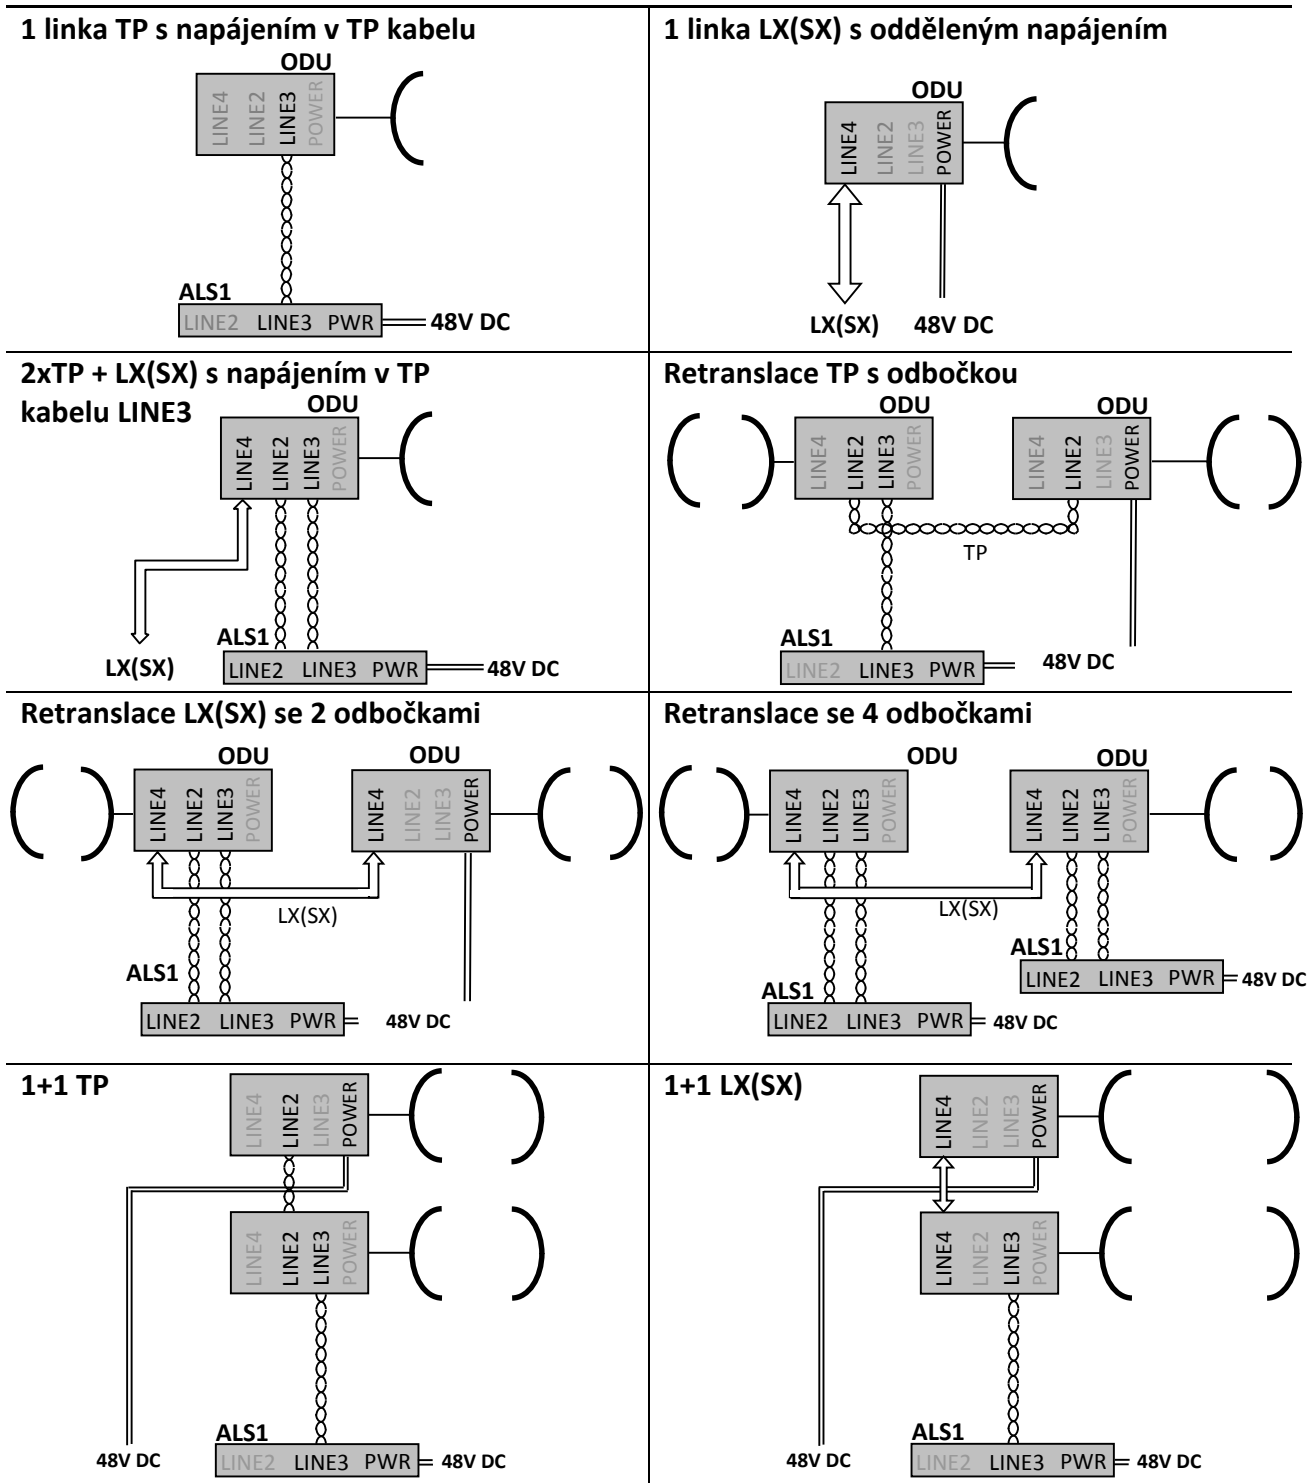 1 linka TP s napájením v TP kabelu
ODU
LINE4
LINE2
LINE3
POWER
ALS1
LINE2 LINE3 PWR
48V DC
1 linka LX(SX) s odděleným napájením
ODU
LINE4
LINE2
LINE3
POWER
LX(SX)
48V DC
2xTP + LX(SX) s napájením v TP
kabelu LINE3
ODU
LINE4
LINE2
LINE3
POWER
LX(SX)
ALS1
LINE2 LINE3 PWR
48V DC
Retranslace TP s odbočkou
ODU
LINE4
LINE2
LINE3
POWER
ODU
LINE4
LINE2
LINE3
POWER
TP
ALS1
LINE2 LINE3 PWR
48V DC
Retranslace LX(SX) se 2 odbočkami
ODU
LINE4
LINE2
LINE3
POWER
ODU
LINE4
LINE2
LINE3
POWER
LX(SX)
ALS1
LINE2 LINE3 PWR
48V DC
Retranslace se 4 odbočkami
ODU
LINE4
LINE2
LINE3
POWER
ODU
LINE4
LINE2
LINE3
POWER
LX(SX)
ALS1
LINE2 LINE3 PWR
48V DC
ALS1
LINE2 LINE3 PWR
48V DC
1+1 TP
LINE4
LINE2
LINE3
POWER
LINE4
LINE2
LINE3
POWER
48V DC
ALS1
LINE2 LINE3 PWR
48V DC
1+1 LX(SX)
LINE4
LINE2
LINE3
POWER
LINE4
LINE2
LINE3
POWER
48V DC
ALS1
LINE2 LINE3 PWR
48V DC